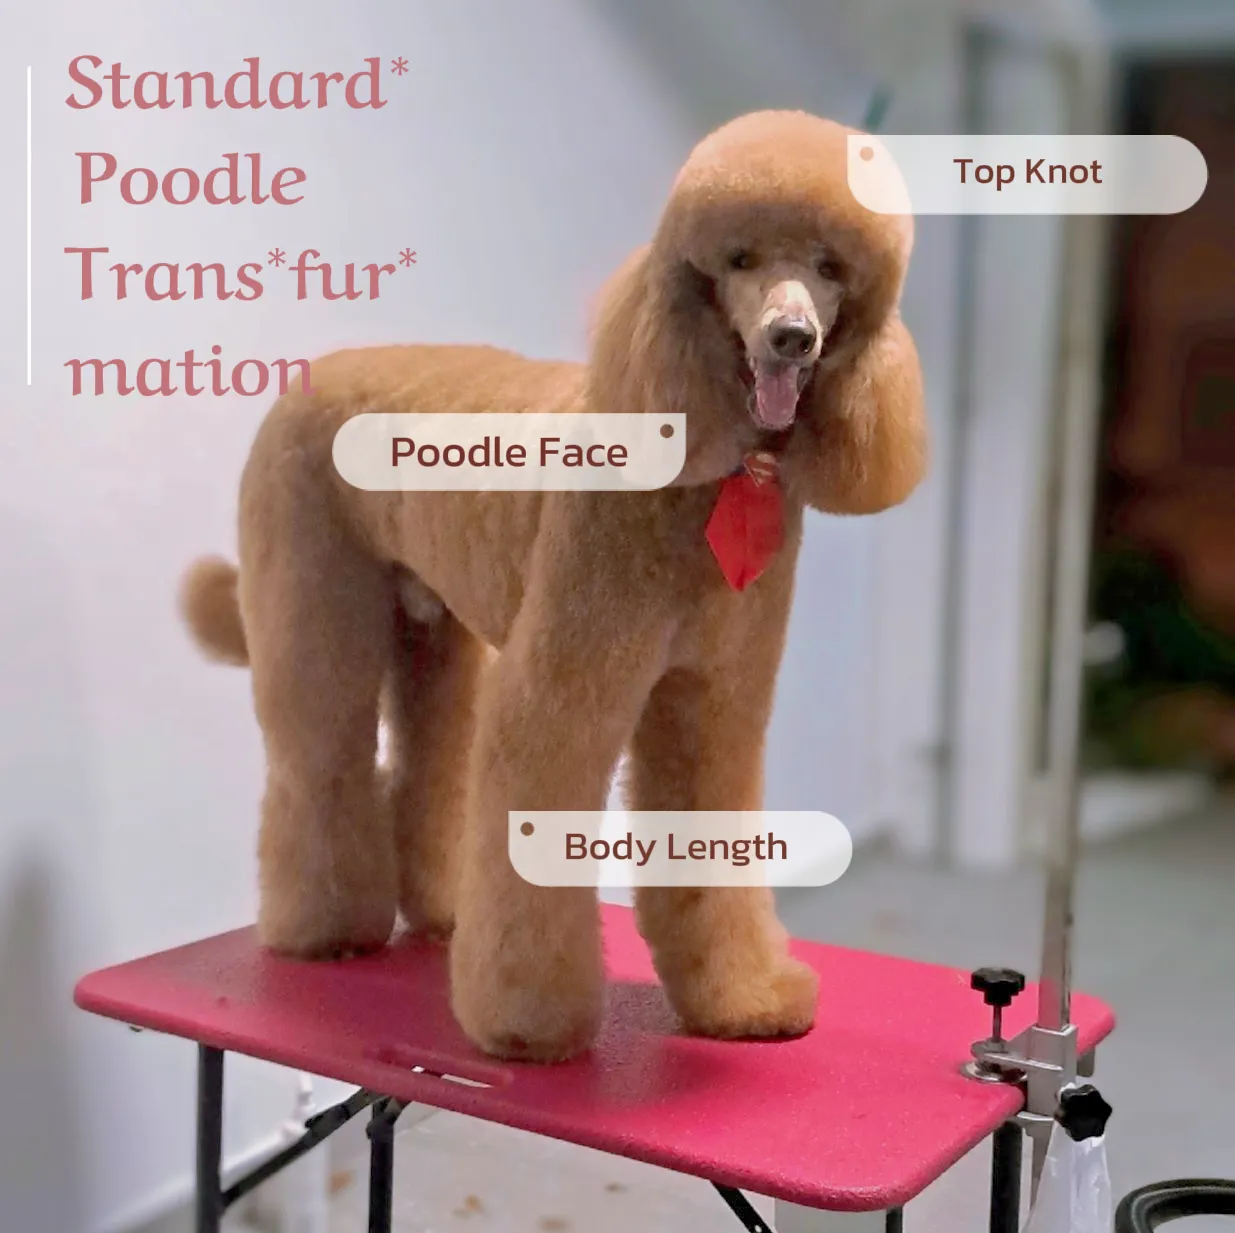 Standard*
Poodle
Trans*fur*
mation
Top Knot
Poodle Face
Body Length